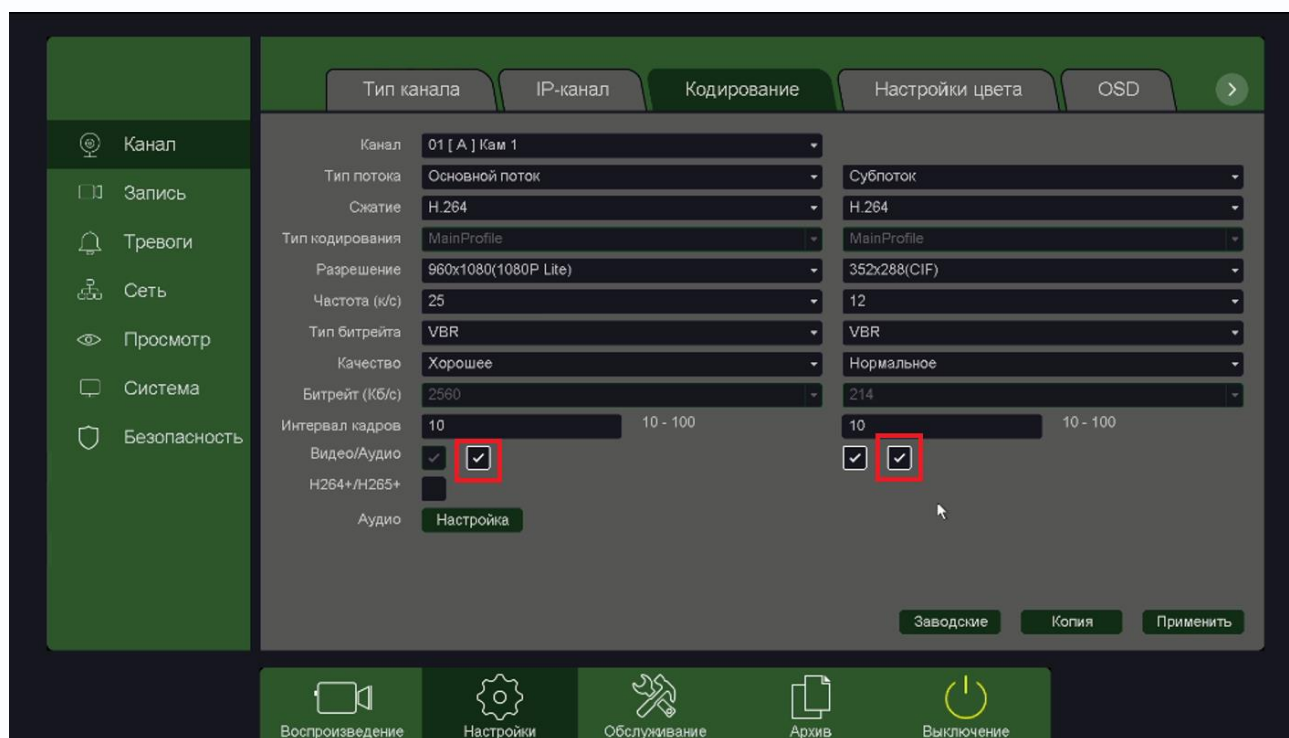 Тип канала IP-канал Кодирование Настройки цвета OSD
Канал
Запись
Тревоги
Сеть
Просмотр
Система
Безопасность
Канал 01 [ A ] Кам 1
Тип потока Основной поток Субпоток
Сжатие H.264 H.264
Тип кодирования MainProfile MainProfile
Разрешение 960x1080(1080P Lite) 352x288(CIF)
Частота (к/с) 25 12
Тип битрейта VBR VBR
Качество Хорошее Нормальное
Битрейт (Кб/с) 2560 214
Интервал кадров 10 10 - 100 10 10 - 100
Видео/Аудио
H264+/H265+
Аудио Настройка
Заводские Копия Применить
Воспроизведение Настройки Обслуживание Архив Выключение